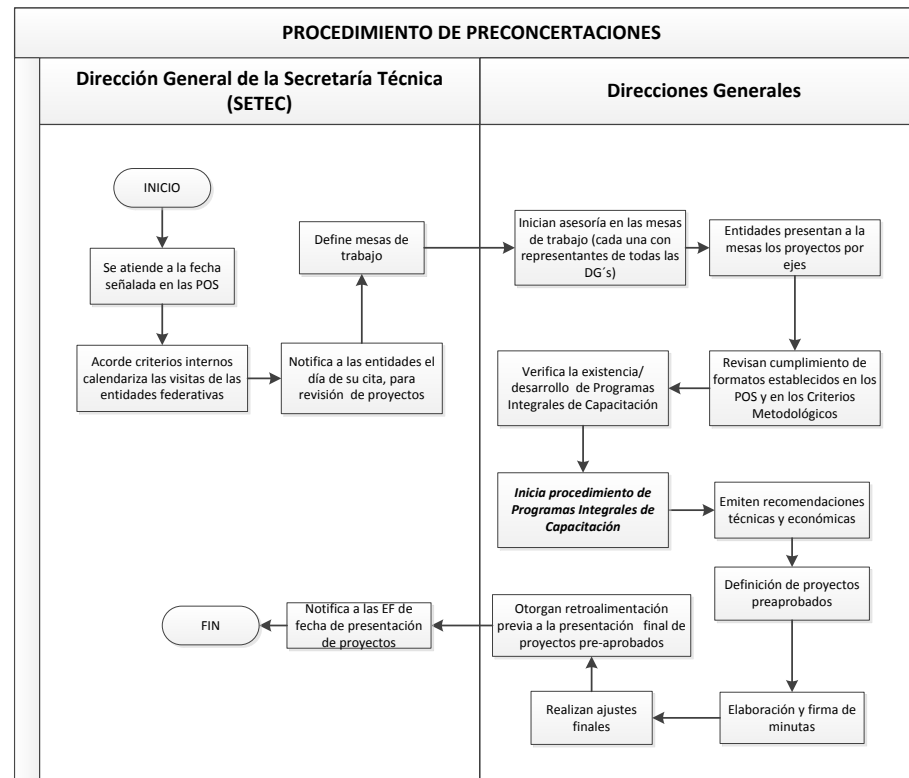 PROCEDIMIENTO DE PRECONCERTACIONES
Dirección General de la Secretaría Técnica
(SETEC)
Direcciones Generales
INICIO
Se atiende a la fecha
señalada en las POS
Acorde criterios internos
calendariza las visitas de las
entidades federativas
Notifica a las entidades el
día de su cita, para
revisión de proyectos
Define mesas de
trabajo
Inician asesoría en las mesas
de trabajo (cada una con
representantes de todas las
DG´s)
Entidades presentan a la
mesa los proyectos por
ejes
Revisan cumplimiento de
formatos establecidos en los
POS y en los Criterios
Metodológicos
Verifica la existencia/
desarrollo de Programas
Integrales de Capacitación
Inicia procedimiento de
Programas Integrales de
Capacitación
Emiten recomendaciones
técnicas y económicas
Definición de proyectos
preaprobados
Elaboración y firma de
minutas
Realizan ajustes
finales
Otorgan retroalimentación
previa a la presentación final de
proyectos pre-aprobados
Notifica a las EF de
fecha de presentación
de proyectos
FIN